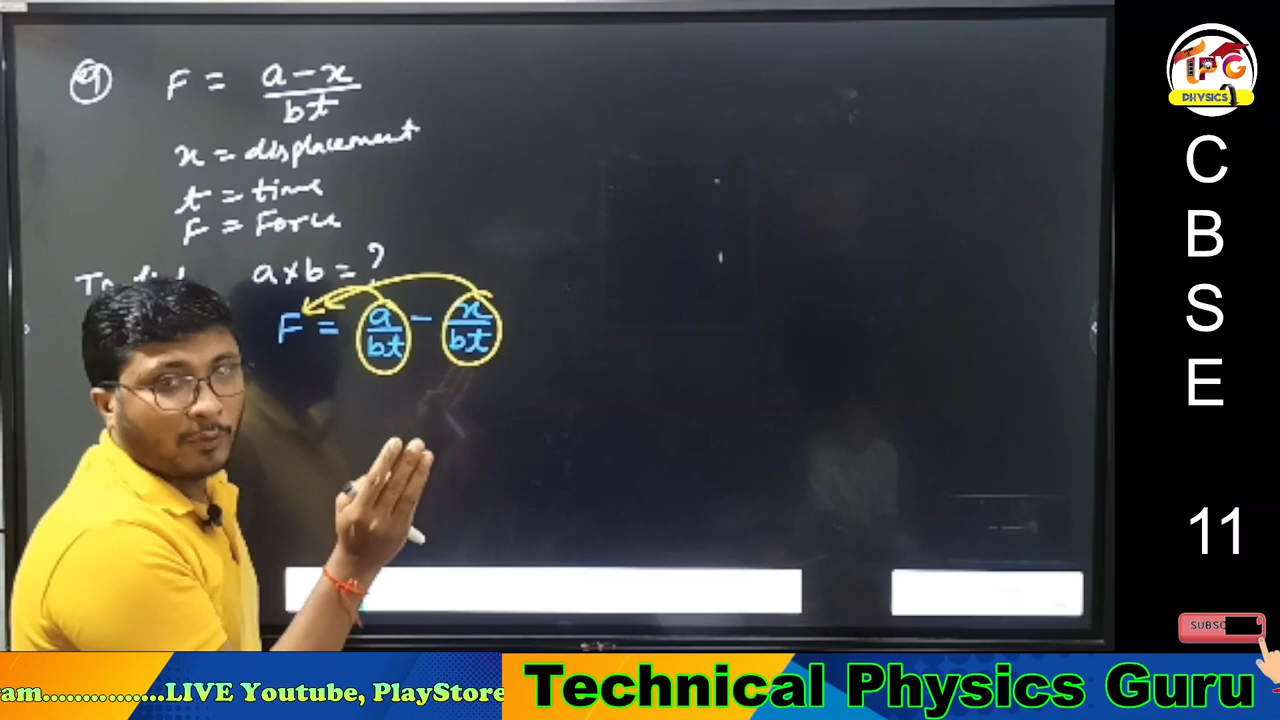 9 F = a-x / bt
x = displacement
t = time
F = Force
a×b = ?
F = a/bt - x/bt
TPG
PHYSICS
C
B
S
E
11
SUBSC
am...............LIVE Youtube, PlayStore
Technical Physics Guru